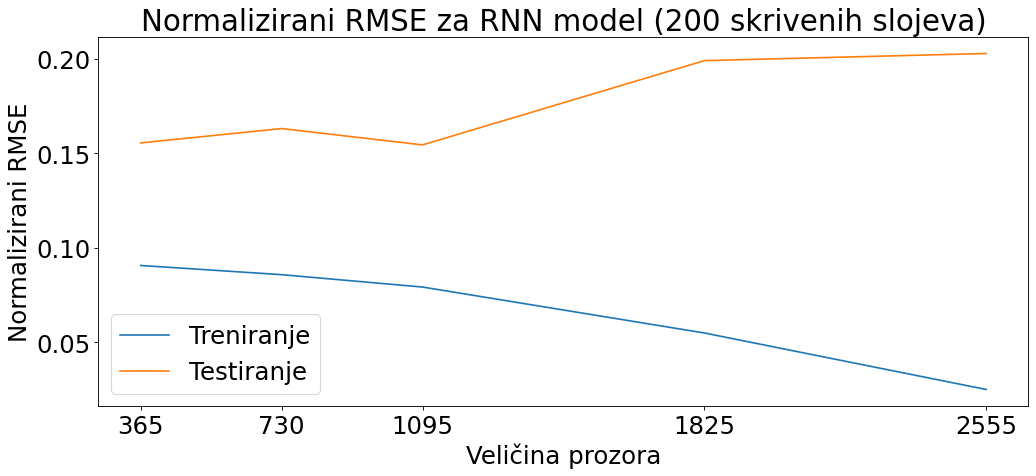 Normalizirani RMSE za RNN model (200 skrivenih slojeva)
Normalizirani RMSE
0.20
0.15
0.10
0.05
Treniranje
Testiranje
365 730 1095 1825 2555
Veličina prozora